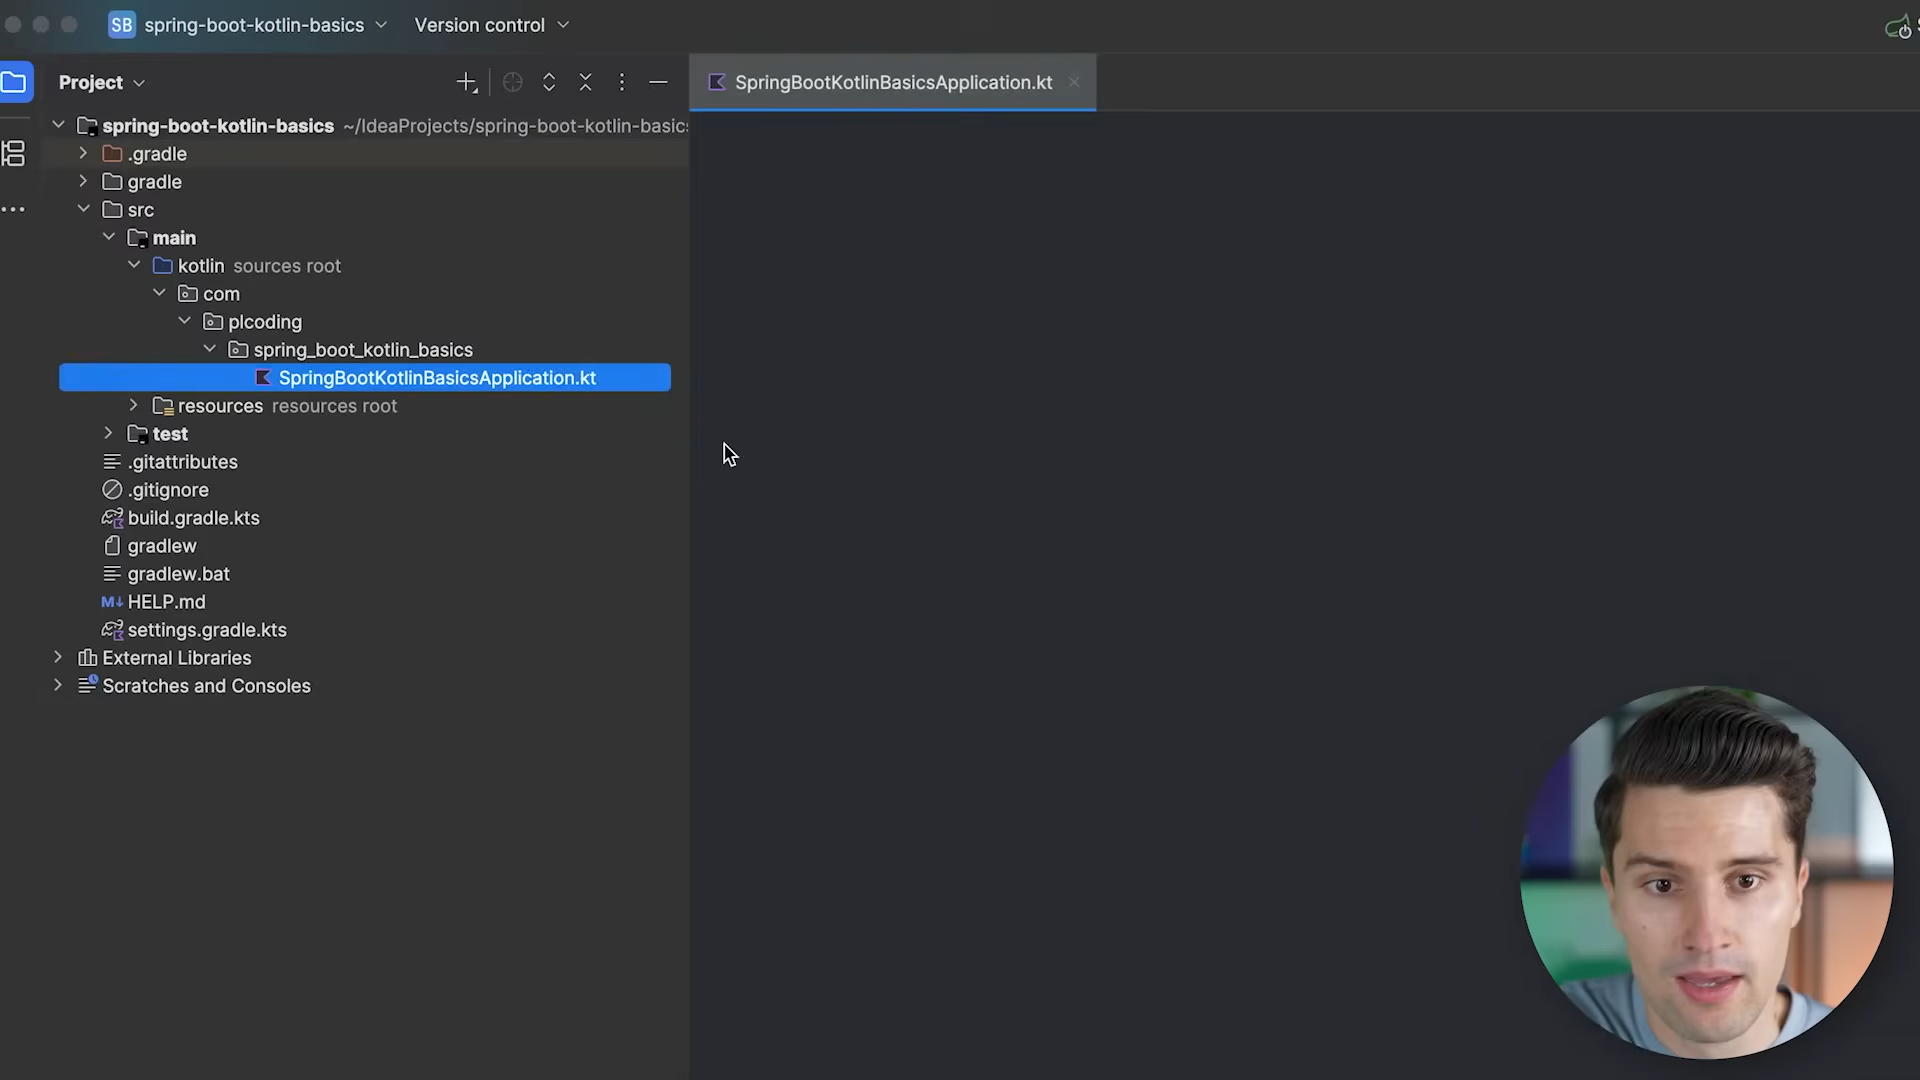 SB spring-boot-kotlin-basics Version control
Project
SpringBootKotlinBasicsApplication.kt
spring-boot-kotlin-basics ~/IdeaProjects/spring-boot-kotlin-basics
.gradle
gradle
src
main
kotlin sources root
com
plcoding
spring_boot_kotlin_basics
SpringBootKotlinBasicsApplication.kt
resources resources root
test
.gitattributes
.gitignore
build.gradle.kts
gradlew
gradlew.bat
M↓ HELP.md
settings.gradle.kts
External Libraries
Scratches and Consoles